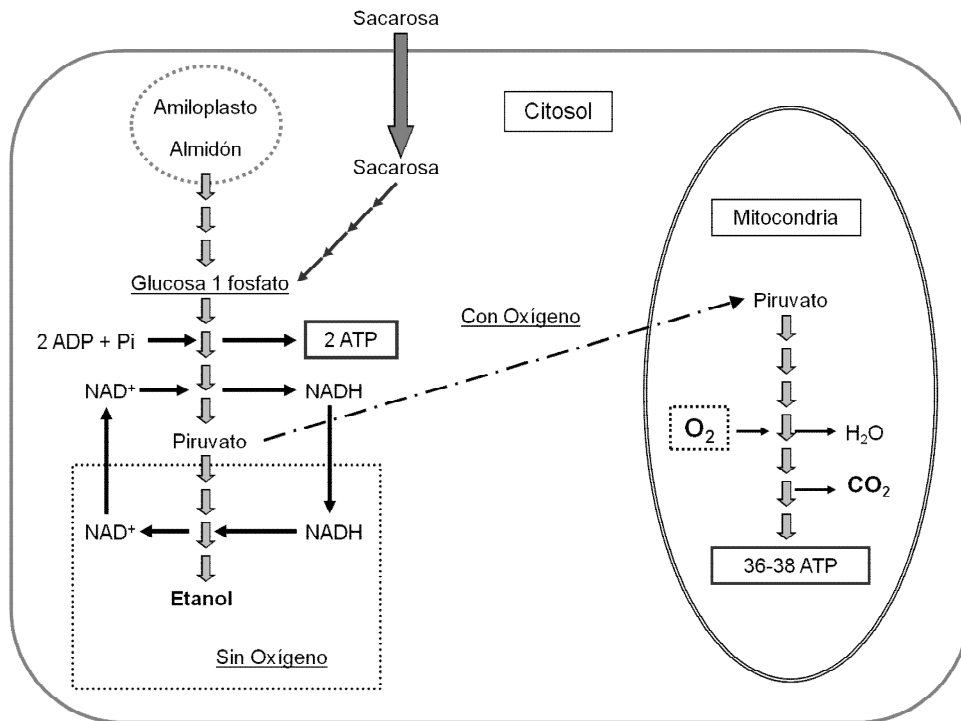 Sacarosa
Amiloplasto
Almidón
Citosol
Sacarosa
Mitocondria
Glucosa 1 fosfato
Piruvato
Con Oxígeno
2 ADP + Pi
2 ATP
NAD⁺
NADH
Piruvato
O₂
H₂O
CO₂
NAD⁺
NADH
36-38 ATP
Etanol
Sin Oxígeno